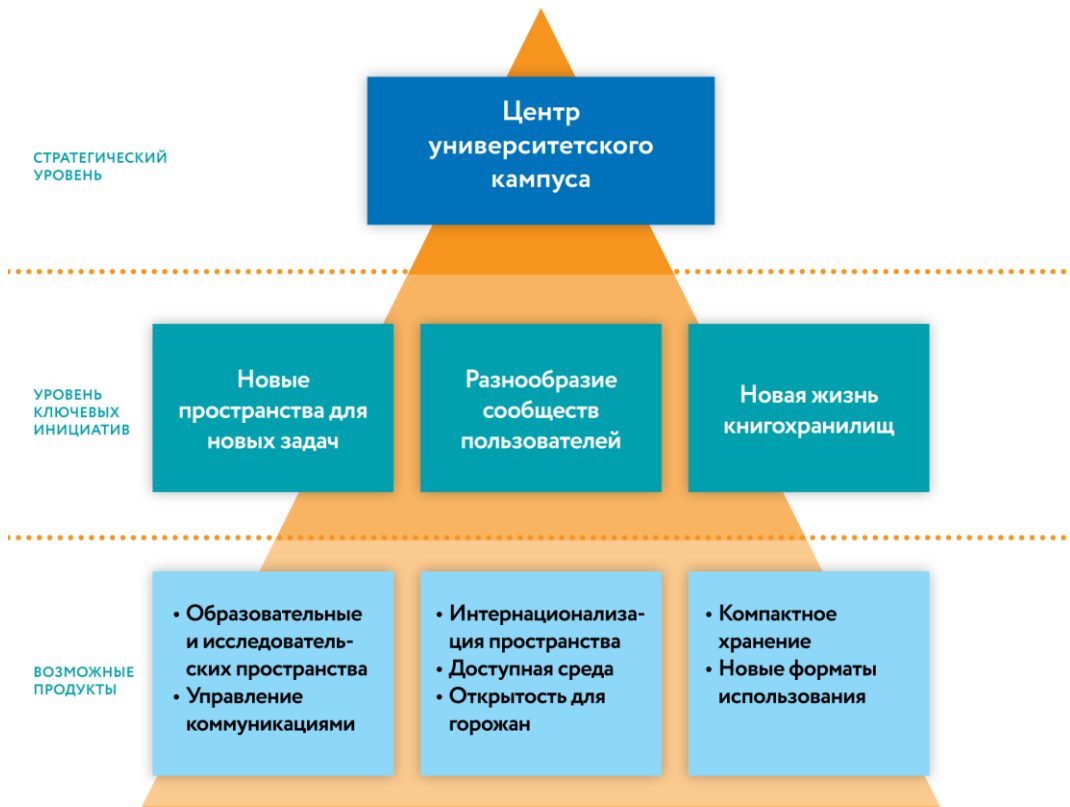 Центр
университетского
кампуса
СТРАТЕГИЧЕСКИЙ
УРОВЕНЬ
УРОВЕНЬ
КЛЮЧЕВЫХ
ИНИЦИАТИВ
Новые
пространства для
новых задач
Разнообразие
сообществ
пользователей
Новая жизнь
книгохранилищ
ВОЗМОЖНЫЕ
ПРОДУКТЫ
• Образовательные
и исследователь-
ских пространства
• Управление
коммуникациями
• Интернационализа-
ация пространства
• Доступная среда
• Открытость для
горожан
• Компактное
хранение
• Новые форматы
использования